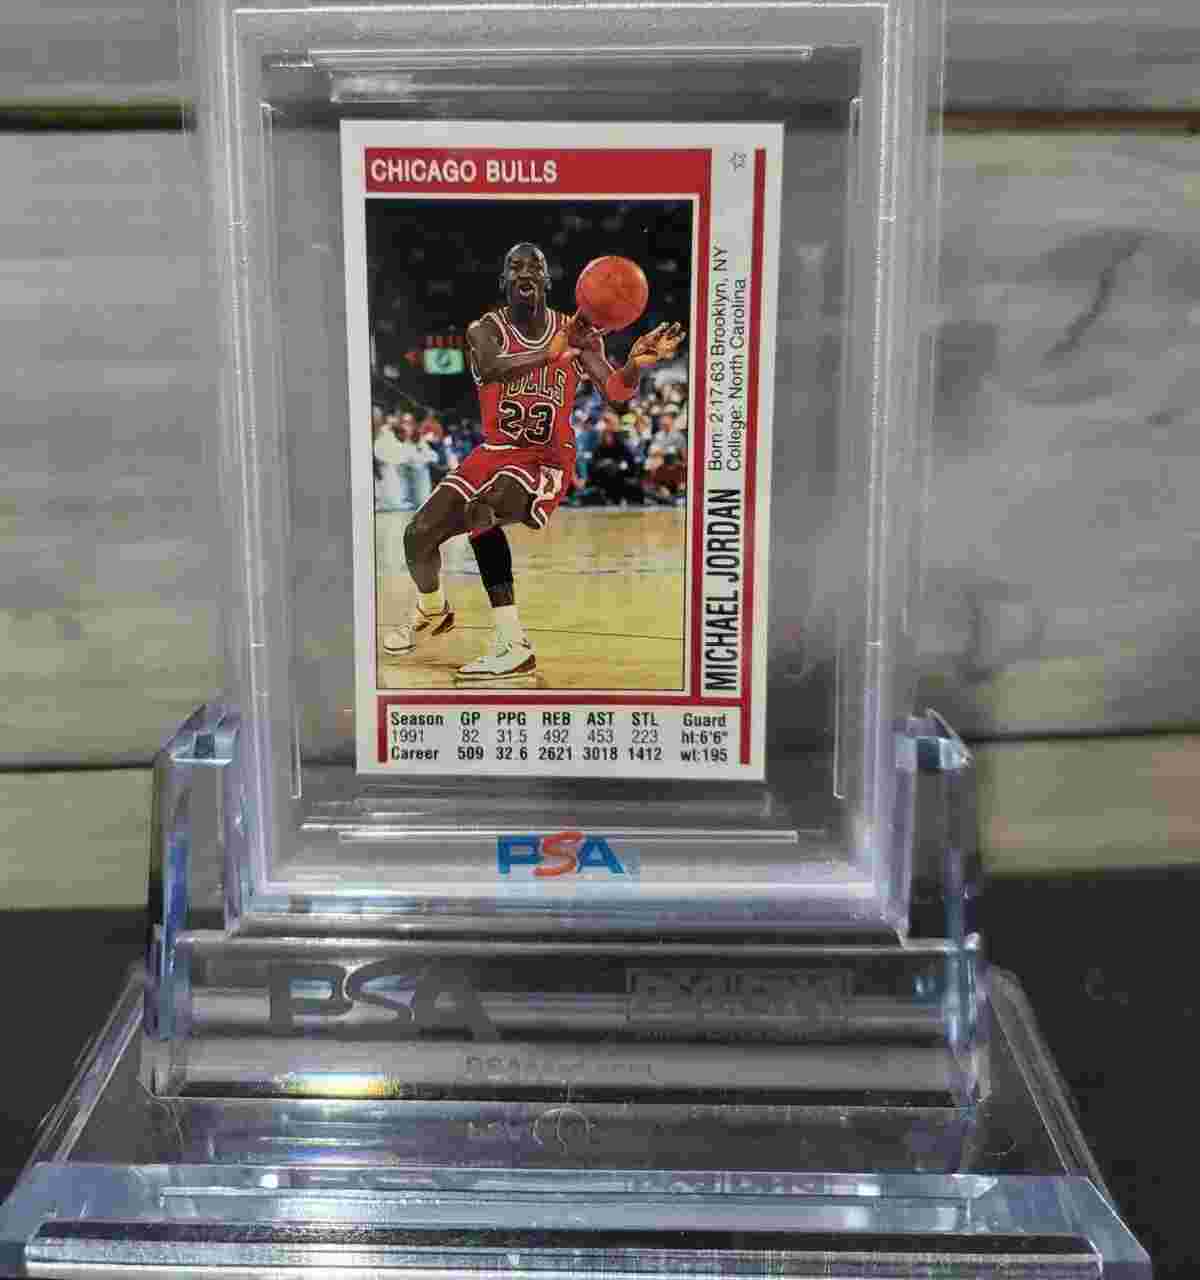 CHICAGO BULLS
BULLS
23
Born: 2·17·63 Brooklyn, NY
College: North Carolina
MICHAEL JORDAN
Season GP PPG REB AST STL Guard
1991 82 31.5 492 453 223 ht:6'6"
Career 509 32.6 2621 3018 1412 wt:195
PSA
PSA